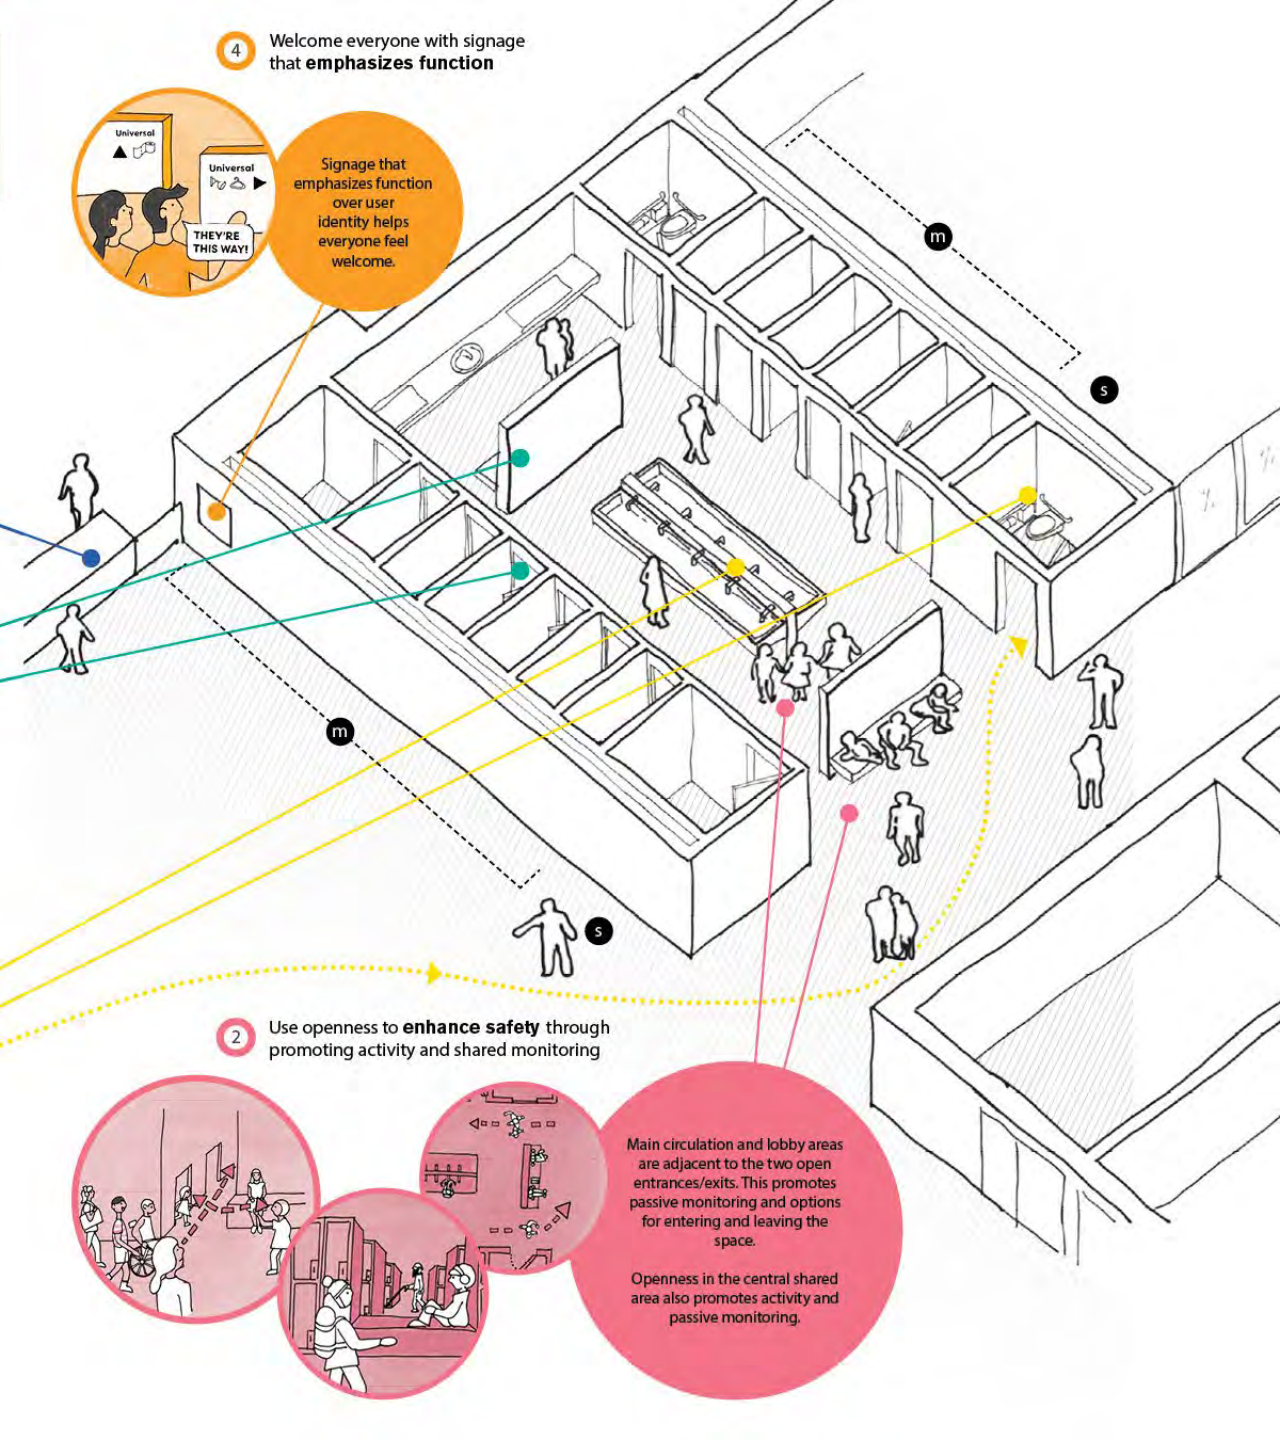 4
Welcome everyone with signage
that emphasizes function
Universal
Universal
THEY'RE
THIS WAY!
Signage that
emphasizes function
over user
identity helps
everyone feel
welcome.
m
s
m
s
2
Use openness to enhance safety through
promoting activity and shared monitoring
Main circulation and lobby areas
are adjacent to the two open
entrances/exits. This promotes
passive monitoring and options
for entering and leaving the
space.
Openness in the central shared
area also promotes activity and
passive monitoring.